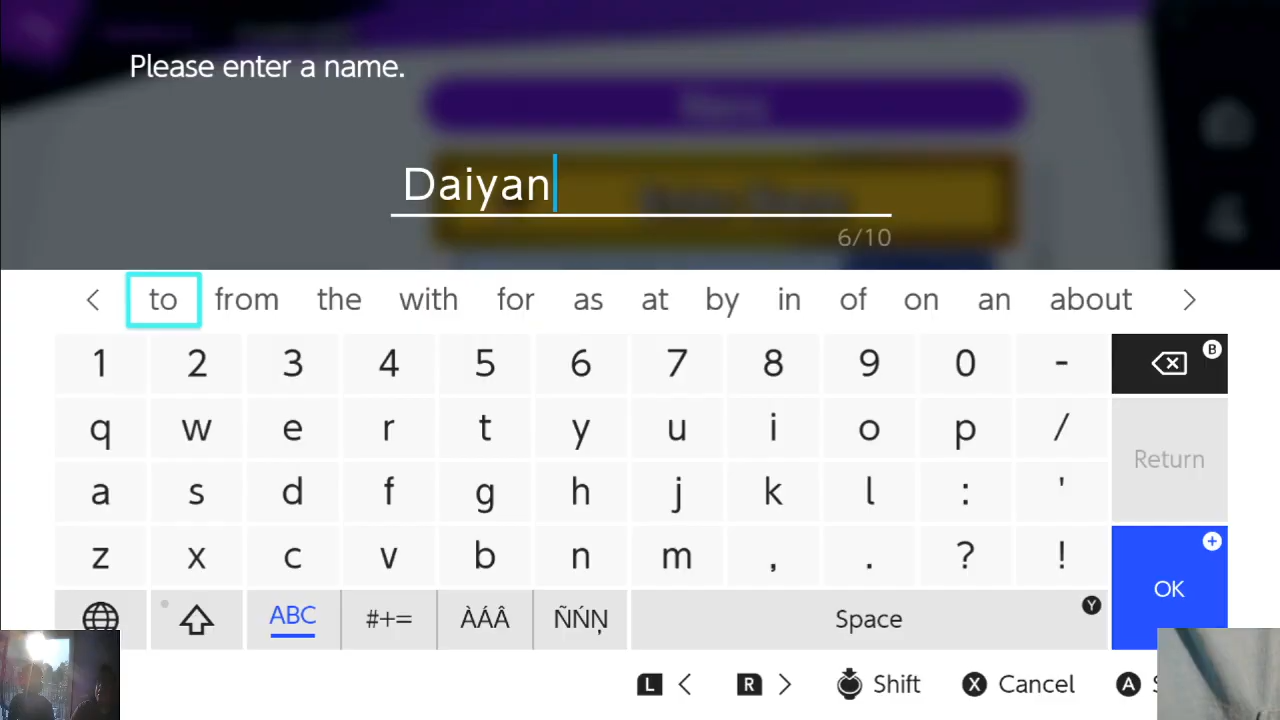 Please enter a name.
Daiyan
6/10
< to from the with for as at by in of on an about >
1 2 3 4 5 6 7 8 9 0 - B
q w e r t y u i o p / Return
a s d f g h j k l : '
z x c v b n m , . ? ! + OK
ABC #+= ÀÁÂ ÑŃŅ Space Y
L < R > Shift X Cancel A